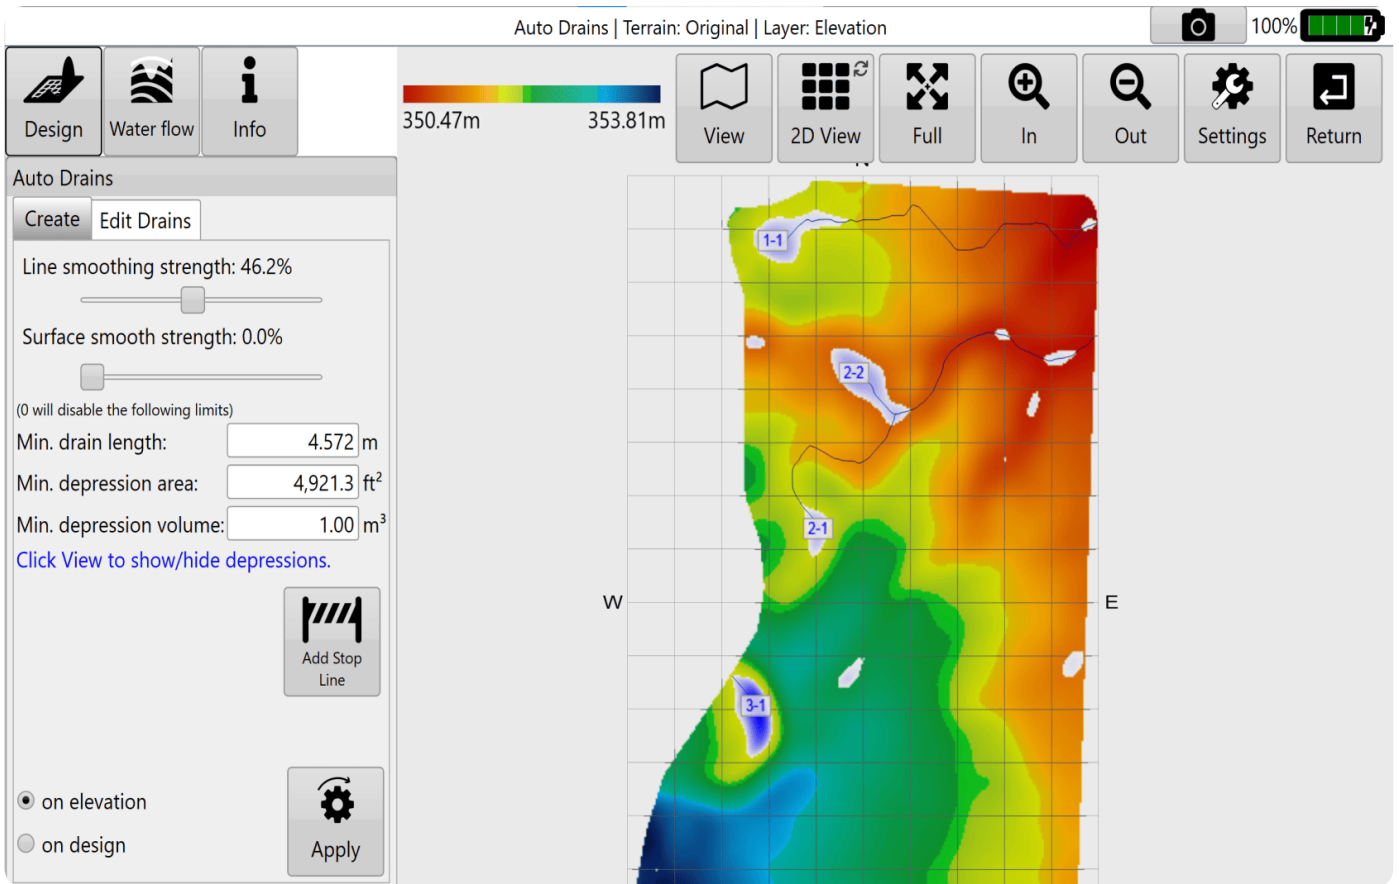 Auto Drains | Terrain: Original | Layer: Elevation
100%
Design
Water flow
Info
350.47m
353.81m
View
2D View
Full
In
Out
Settings
Return
Auto Drains
Create
Edit Drains
Line smoothing strength: 46.2%
Surface smooth strength: 0.0%
(0 will disable the following limits)
Min. drain length: 4.572 m
Min. depression area: 4,921.3 ft²
Min. depression volume: 1.00 m³
Click View to show/hide depressions.
Add Stop
Line
on elevation
on design
Apply
1-1
2-2
2-1
W
E
3-1